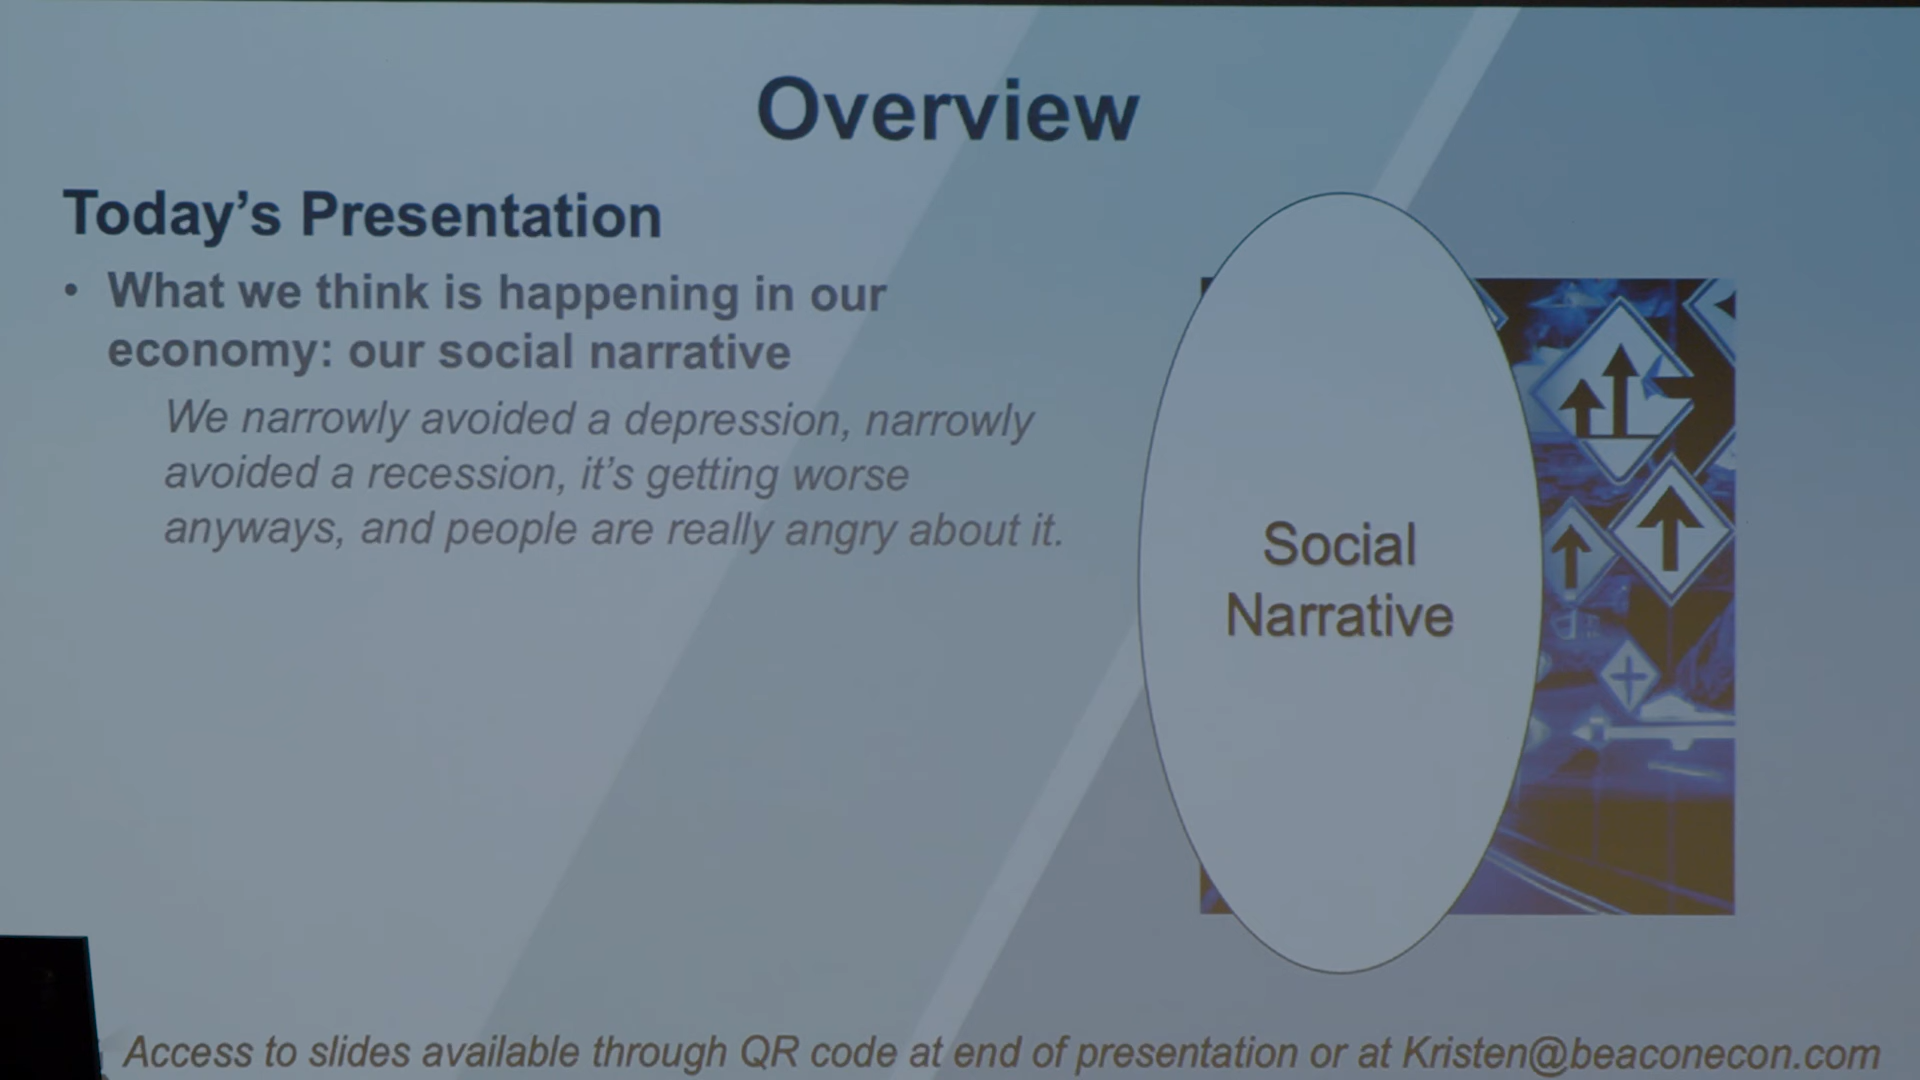 Overview
Today's Presentation
• What we think is happening in our
economy: our social narrative
We narrowly avoided a depression, narrowly
avoided a recession, it's getting worse
anyways, and people are really angry about it.
Social
Narrative
Access to slides available through QR code at end of presentation or at Kristen@beaconecon.com